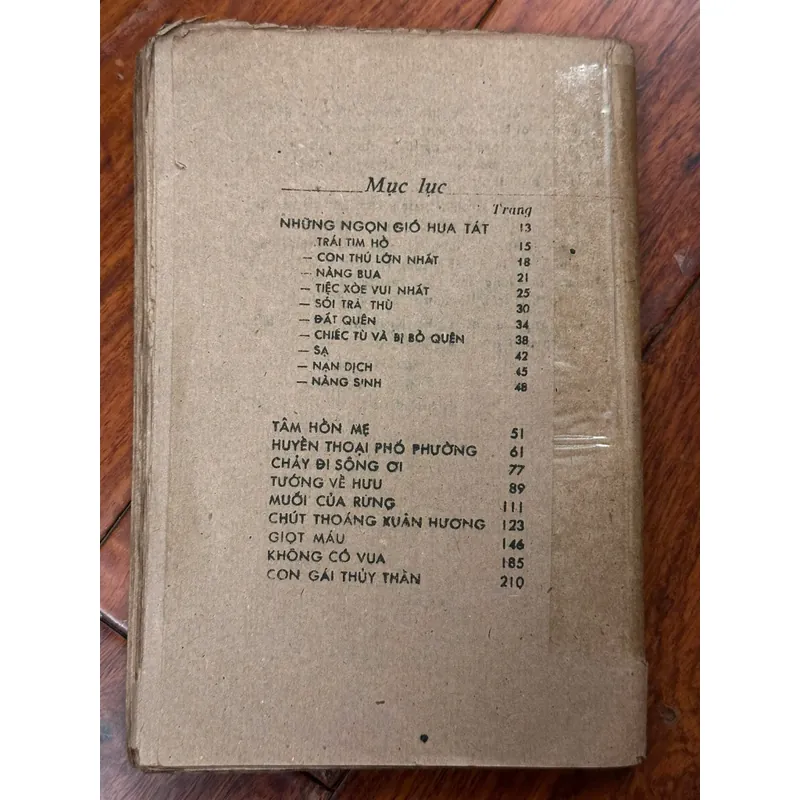 Mục lục
Trang
NHỮNG NGỌN GIÓ HUA TÁT 13
TRÁI TIM HỔ 15
— CON THÚ LỚN NHẤT 18
— NÀNG BUA 21
— TIỆC XÒE VUI NHẤT 25
— SÓI TRẢ THÙ 30
— ĐẤT QUÊN 34
— CHIẾC TÙ VÀ BỊ BỎ QUÊN 38
— SẠ 42
— NẠN DỊCH 45
— NÀNG SINH 48
TÂM HỒN MẸ 51
HUYỀN THOẠI PHỐ PHƯỜNG 61
CHẢY ĐI SÔNG ƠI 77
TƯỚNG VỀ HƯU 89
MUỐI CỦA RỪNG 111
CHÚT THOÁNG XUÂN HƯƠNG 123
GIỌT MÁU 146
KHÔNG CÓ VUA 185
CON GÁI THỦY THẦN 210